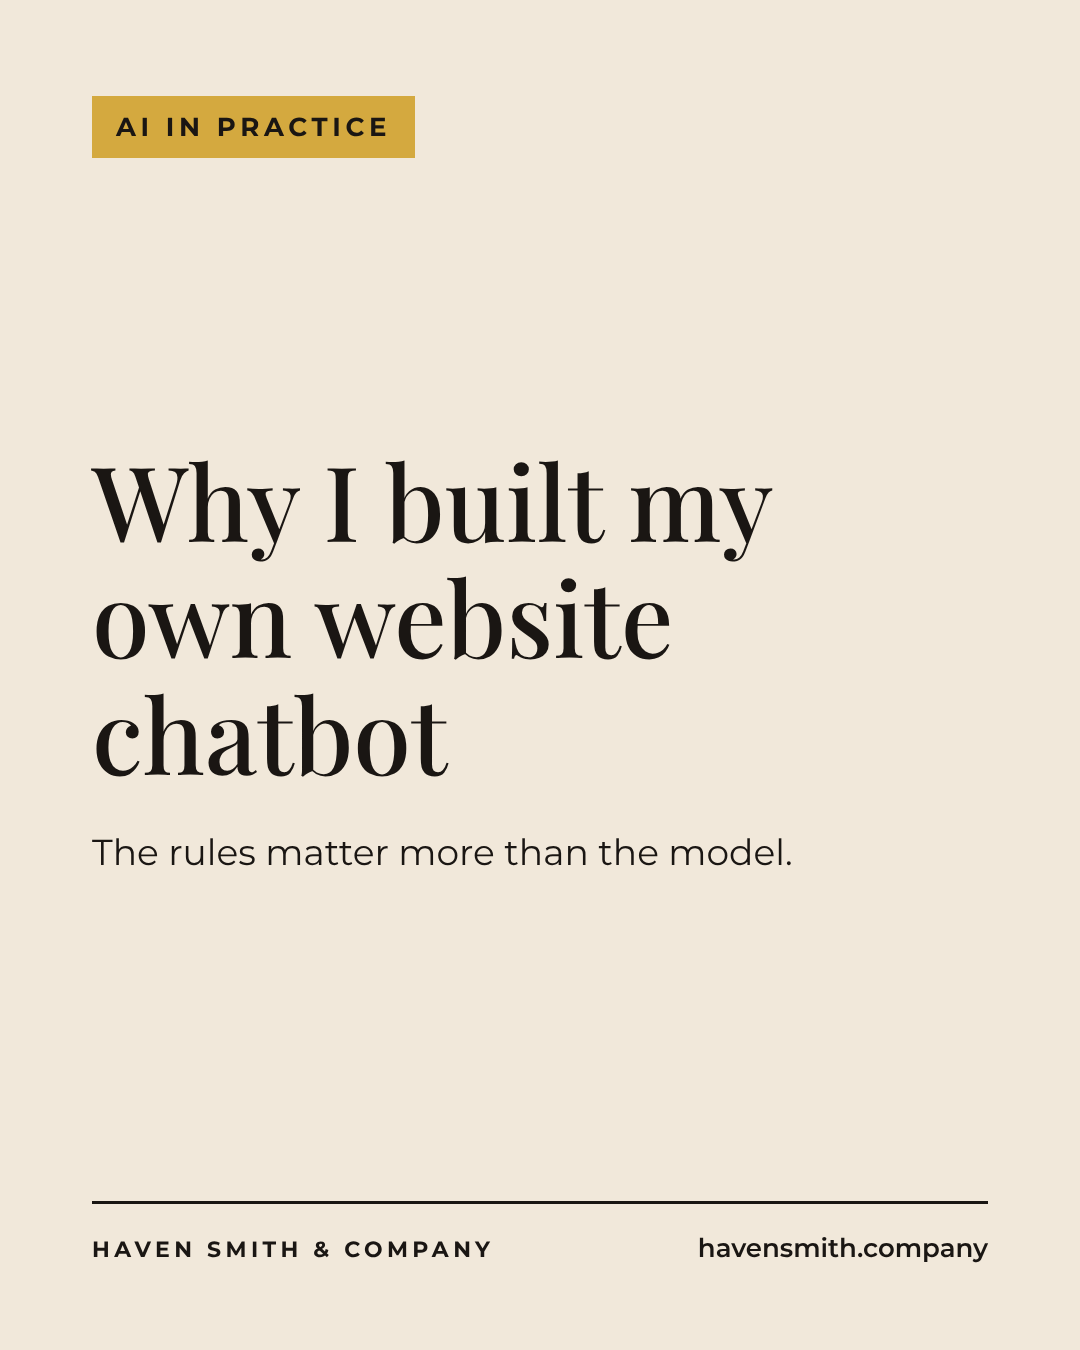 AI IN PRACTICE
Why I built my
own website
chatbot
The rules matter more than the model.
HAVEN SMITH & COMPANY
havensmith.company